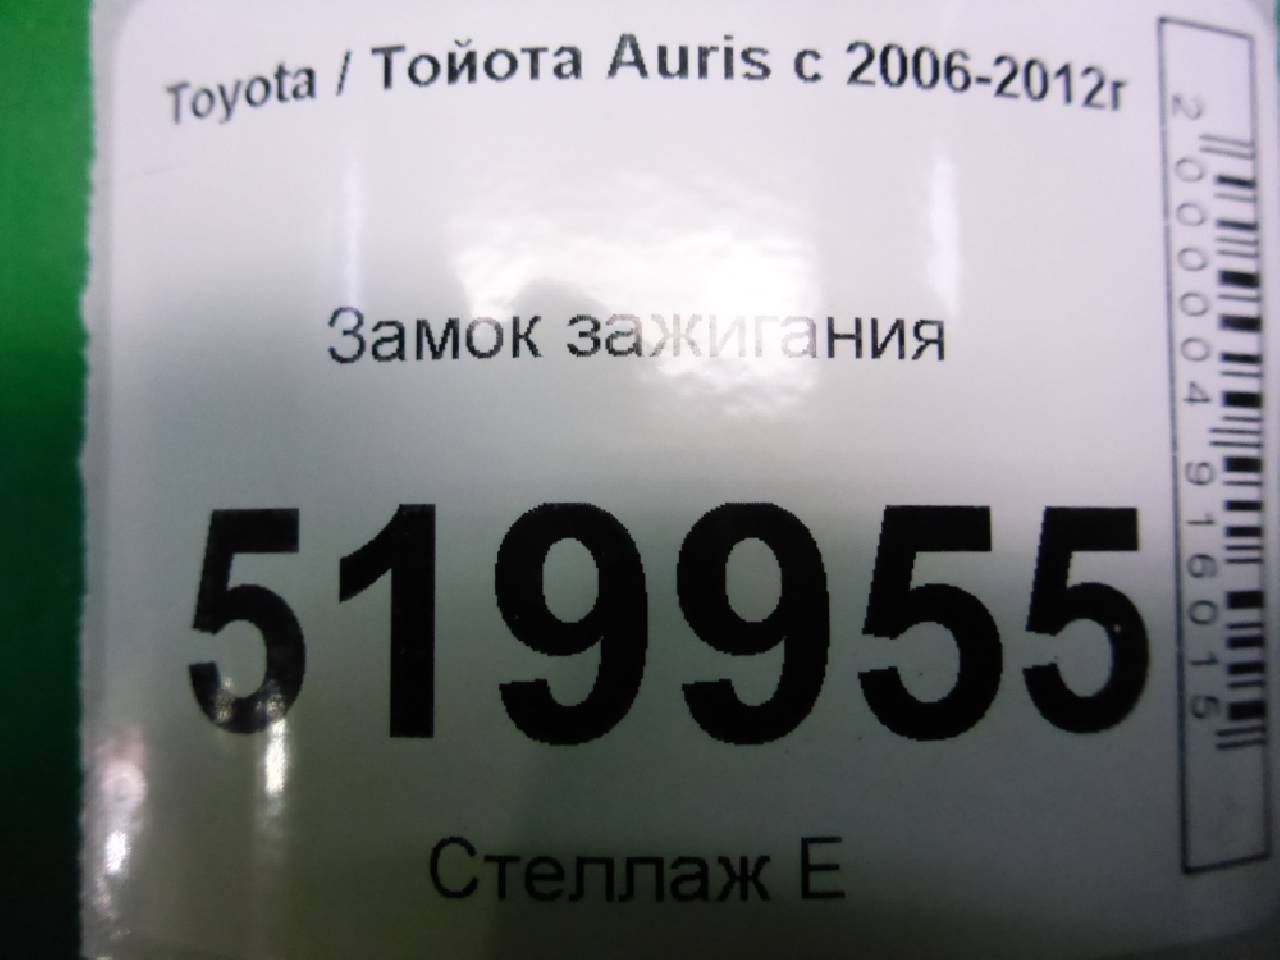 Toyota / Тойота Auris с 2006-2012г
Замок зажигания
519955
Стеллаж Е
2000004916015